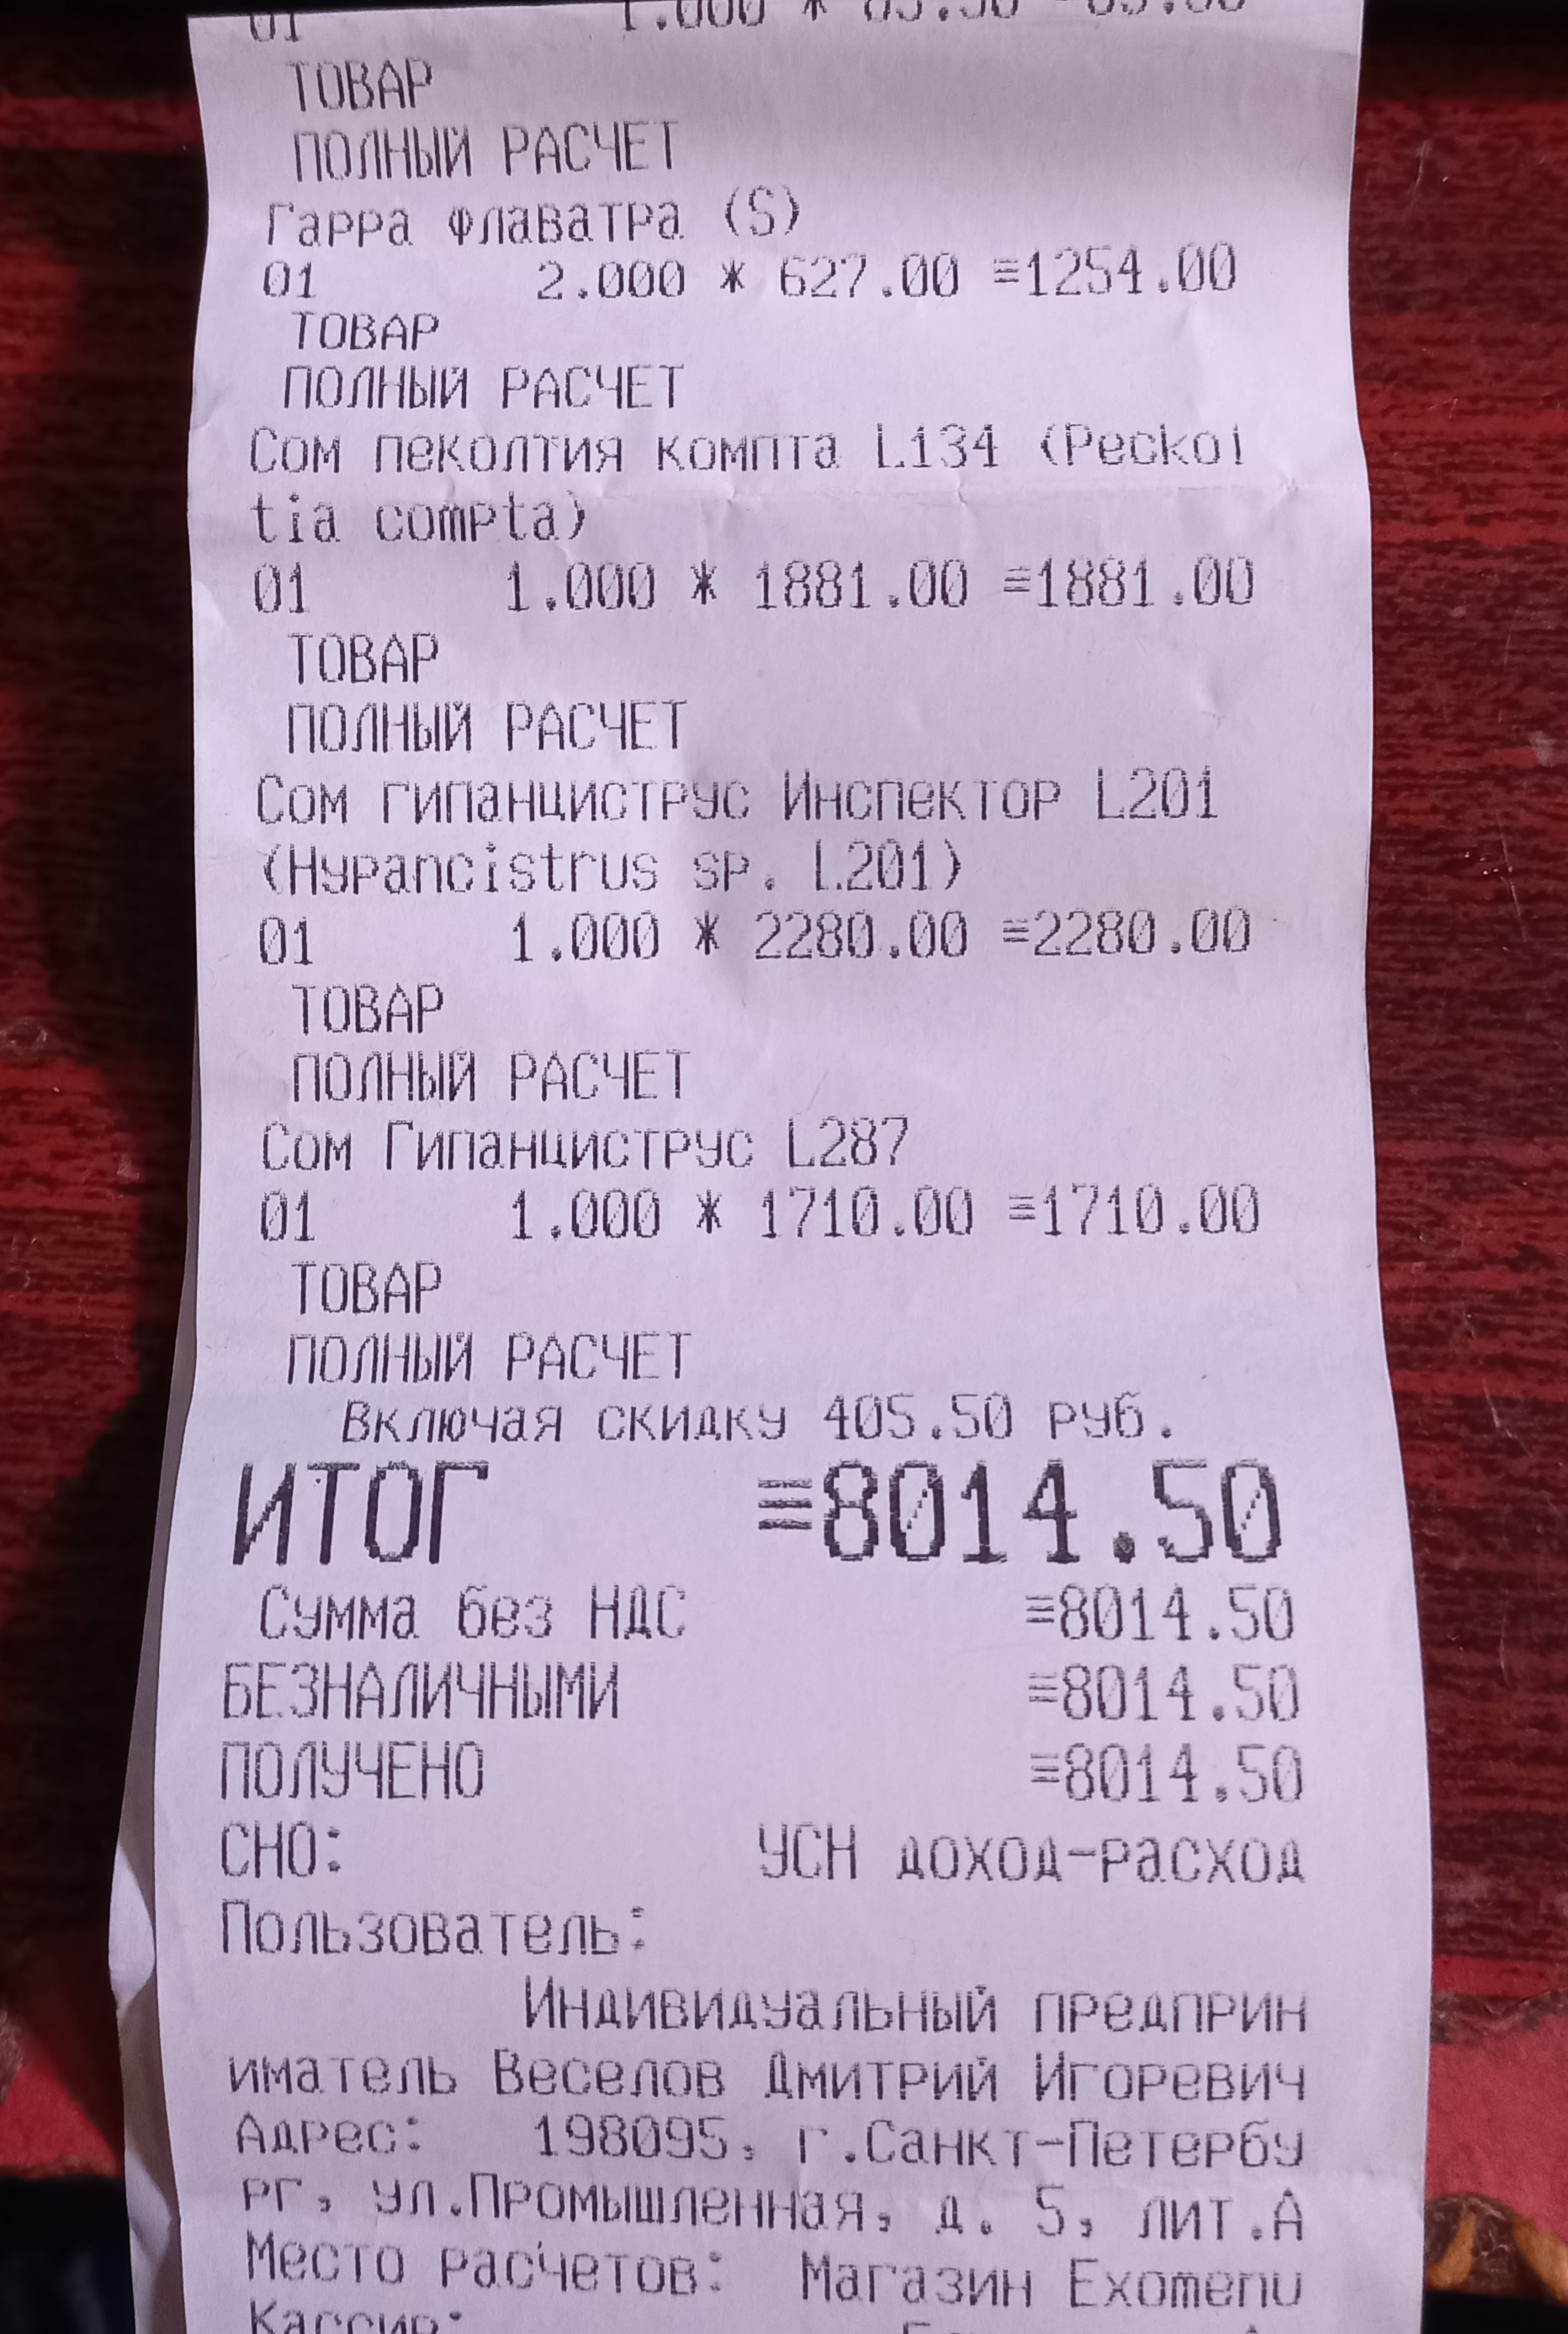 01 1.000 *
ТОВАР
ПОЛНЫЙ РАСЧЕТ
Гарра флаватра (S)
01 2.000 * 627.00 ≡1254.00
ТОВАР
ПОЛНЫЙ РАСЧЕТ
Сом пеколтия компта L134 (Peckol
tia compta)
01 1.000 * 1881.00 ≡1881.00
ТОВАР
ПОЛНЫЙ РАСЧЕТ
Сом гипанциструс Инспектор L201
(Hypancistrus sp. L201)
01 1.000 * 2280.00 ≡2280.00
ТОВАР
ПОЛНЫЙ РАСЧЕТ
Сом Гипанциструс L287
01 1.000 * 1710.00 ≡1710.00
ТОВАР
ПОЛНЫЙ РАСЧЕТ
Включая скидку 405.50 руб.
ИТОГ ≡8014.50
Сумма без НДС ≡8014.50
БЕЗНАЛИЧНЫМИ ≡8014.50
ПОЛУЧЕНО ≡8014.50
СНО: УСН доход-расход
Пользователь:
Индивидуальный предприн
иматель Веселов Дмитрий Игоревич
Адрес: 198095, г.Санкт-Петербу
рг, ул.Промышленная, д. 5, лит.А
Место расчетов: Магазин Exomenu
Кассир: